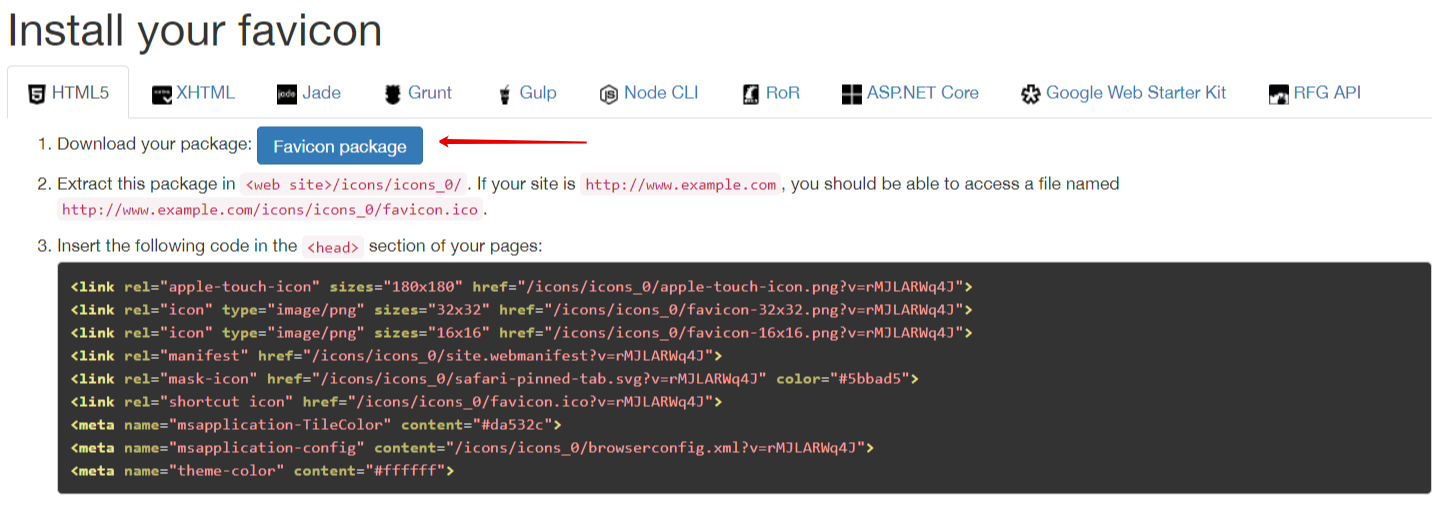 Install your favicon
HTML5 XHTML Jade Grunt Gulp Node CLI RoR ASP.NET Core Google Web Starter Kit RFG API
1. Download your package: Favicon package
2. Extract this package in <web site>/icons/icons_0/. If your site is http://www.example.com, you should be able to access a file named
http://www.example.com/icons/icons_0/favicon.ico.
3. Insert the following code in the <head> section of your pages:
<link rel="apple-touch-icon" sizes="180x180" href="/icons/icons_0/apple-touch-icon.png?v=rMJLARWq4J">
<link rel="icon" type="image/png" sizes="32x32" href="/icons/icons_0/favicon-32x32.png?v=rMJLARWq4J">
<link rel="icon" type="image/png" sizes="16x16" href="/icons/icons_0/favicon-16x16.png?v=rMJLARWq4J">
<link rel="manifest" href="/icons/icons_0/site.webmanifest?v=rMJLARWq4J">
<link rel="mask-icon" href="/icons/icons_0/safari-pinned-tab.svg?v=rMJLARWq4J" color="#5bbad5">
<link rel="shortcut icon" href="/icons/icons_0/favicon.ico?v=rMJLARWq4J">
<meta name="msapplication-TileColor" content="#da532c">
<meta name="msapplication-config" content="/icons/icons_0/browserconfig.xml?v=rMJLARWq4J">
<meta name="theme-color" content="#ffffff">